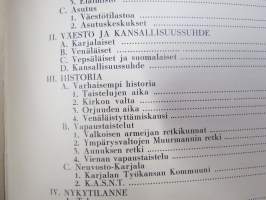 C. Asutus
1. Väestötilastoa
2. Asutuskeskukset
II. VÄESTÖ JA KANSALLISUUSSUHDE
A. Karjalaiset
B. Venäläiset
C. Vepsäläiset ja suomalaiset
D. Kansallisuussuhde
III. HISTORIA
A. Varhaisempi historia
1. Taistelujen aika
2. Kirkon valta
3. Orjuuden aika
4. Venäläistyttämiskausi
B. Vapaustaistelut
1. Valkoisen armeijan retkikunnat
2. Ympärysvaltojen Muurmannin retki
3. Aunuksen retki
4. Vienan vapaustaistelu
C. Neuvosto-Karjala
1. Karjalan Työkansan Kommuuni
2. K.A.S.N.T.
IV. NYKYTILANNE